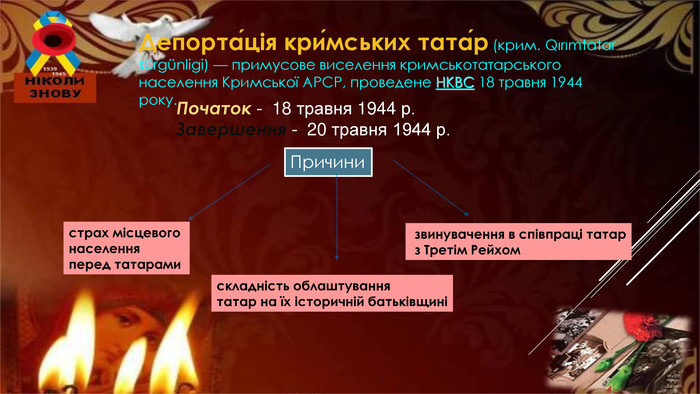 1939
1945
НІКОЛИ
ЗНОВУ
Депорта́ція кри́мських тата́р (крим. Qırımtatar
sürgünligi) — примусове виселення кримськотатарського
населення Кримської АРСР, проведене НКВС 18 травня 1944
року.
Початок - 18 травня 1944 р.
Завершення - 20 травня 1944 р.
Причини
страх місцевого
населення
перед татарами
складність облаштування
татар на їх історичній батьківщині
звинувачення в співпраці татар
з Третім Рейхом